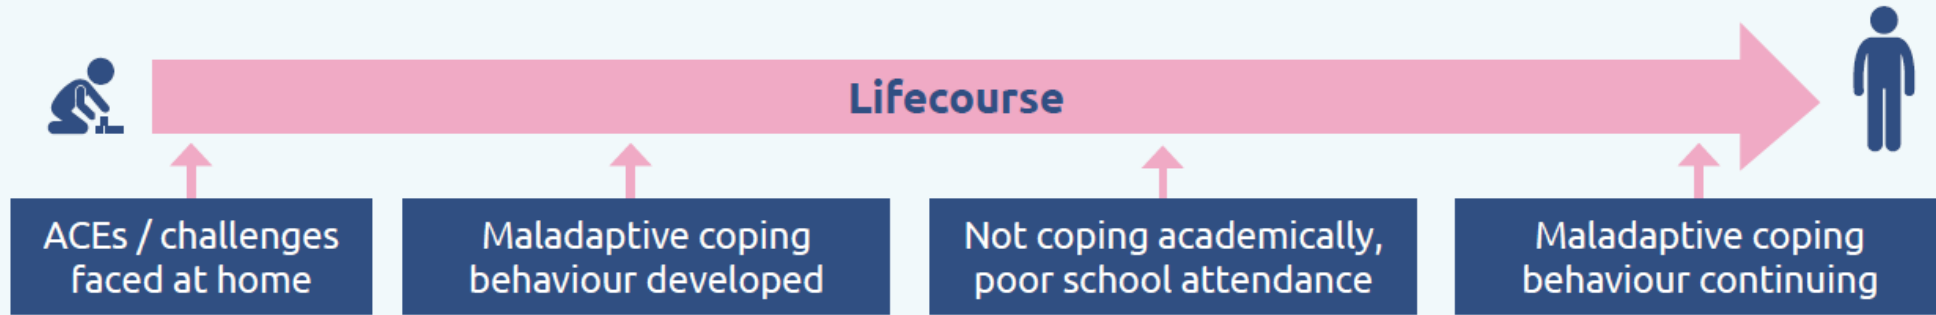 Lifecourse
ACEs / challenges
faced at home
Maladaptive coping
behaviour developed
Not coping academically,
poor school attendance
Maladaptive coping
behaviour continuing